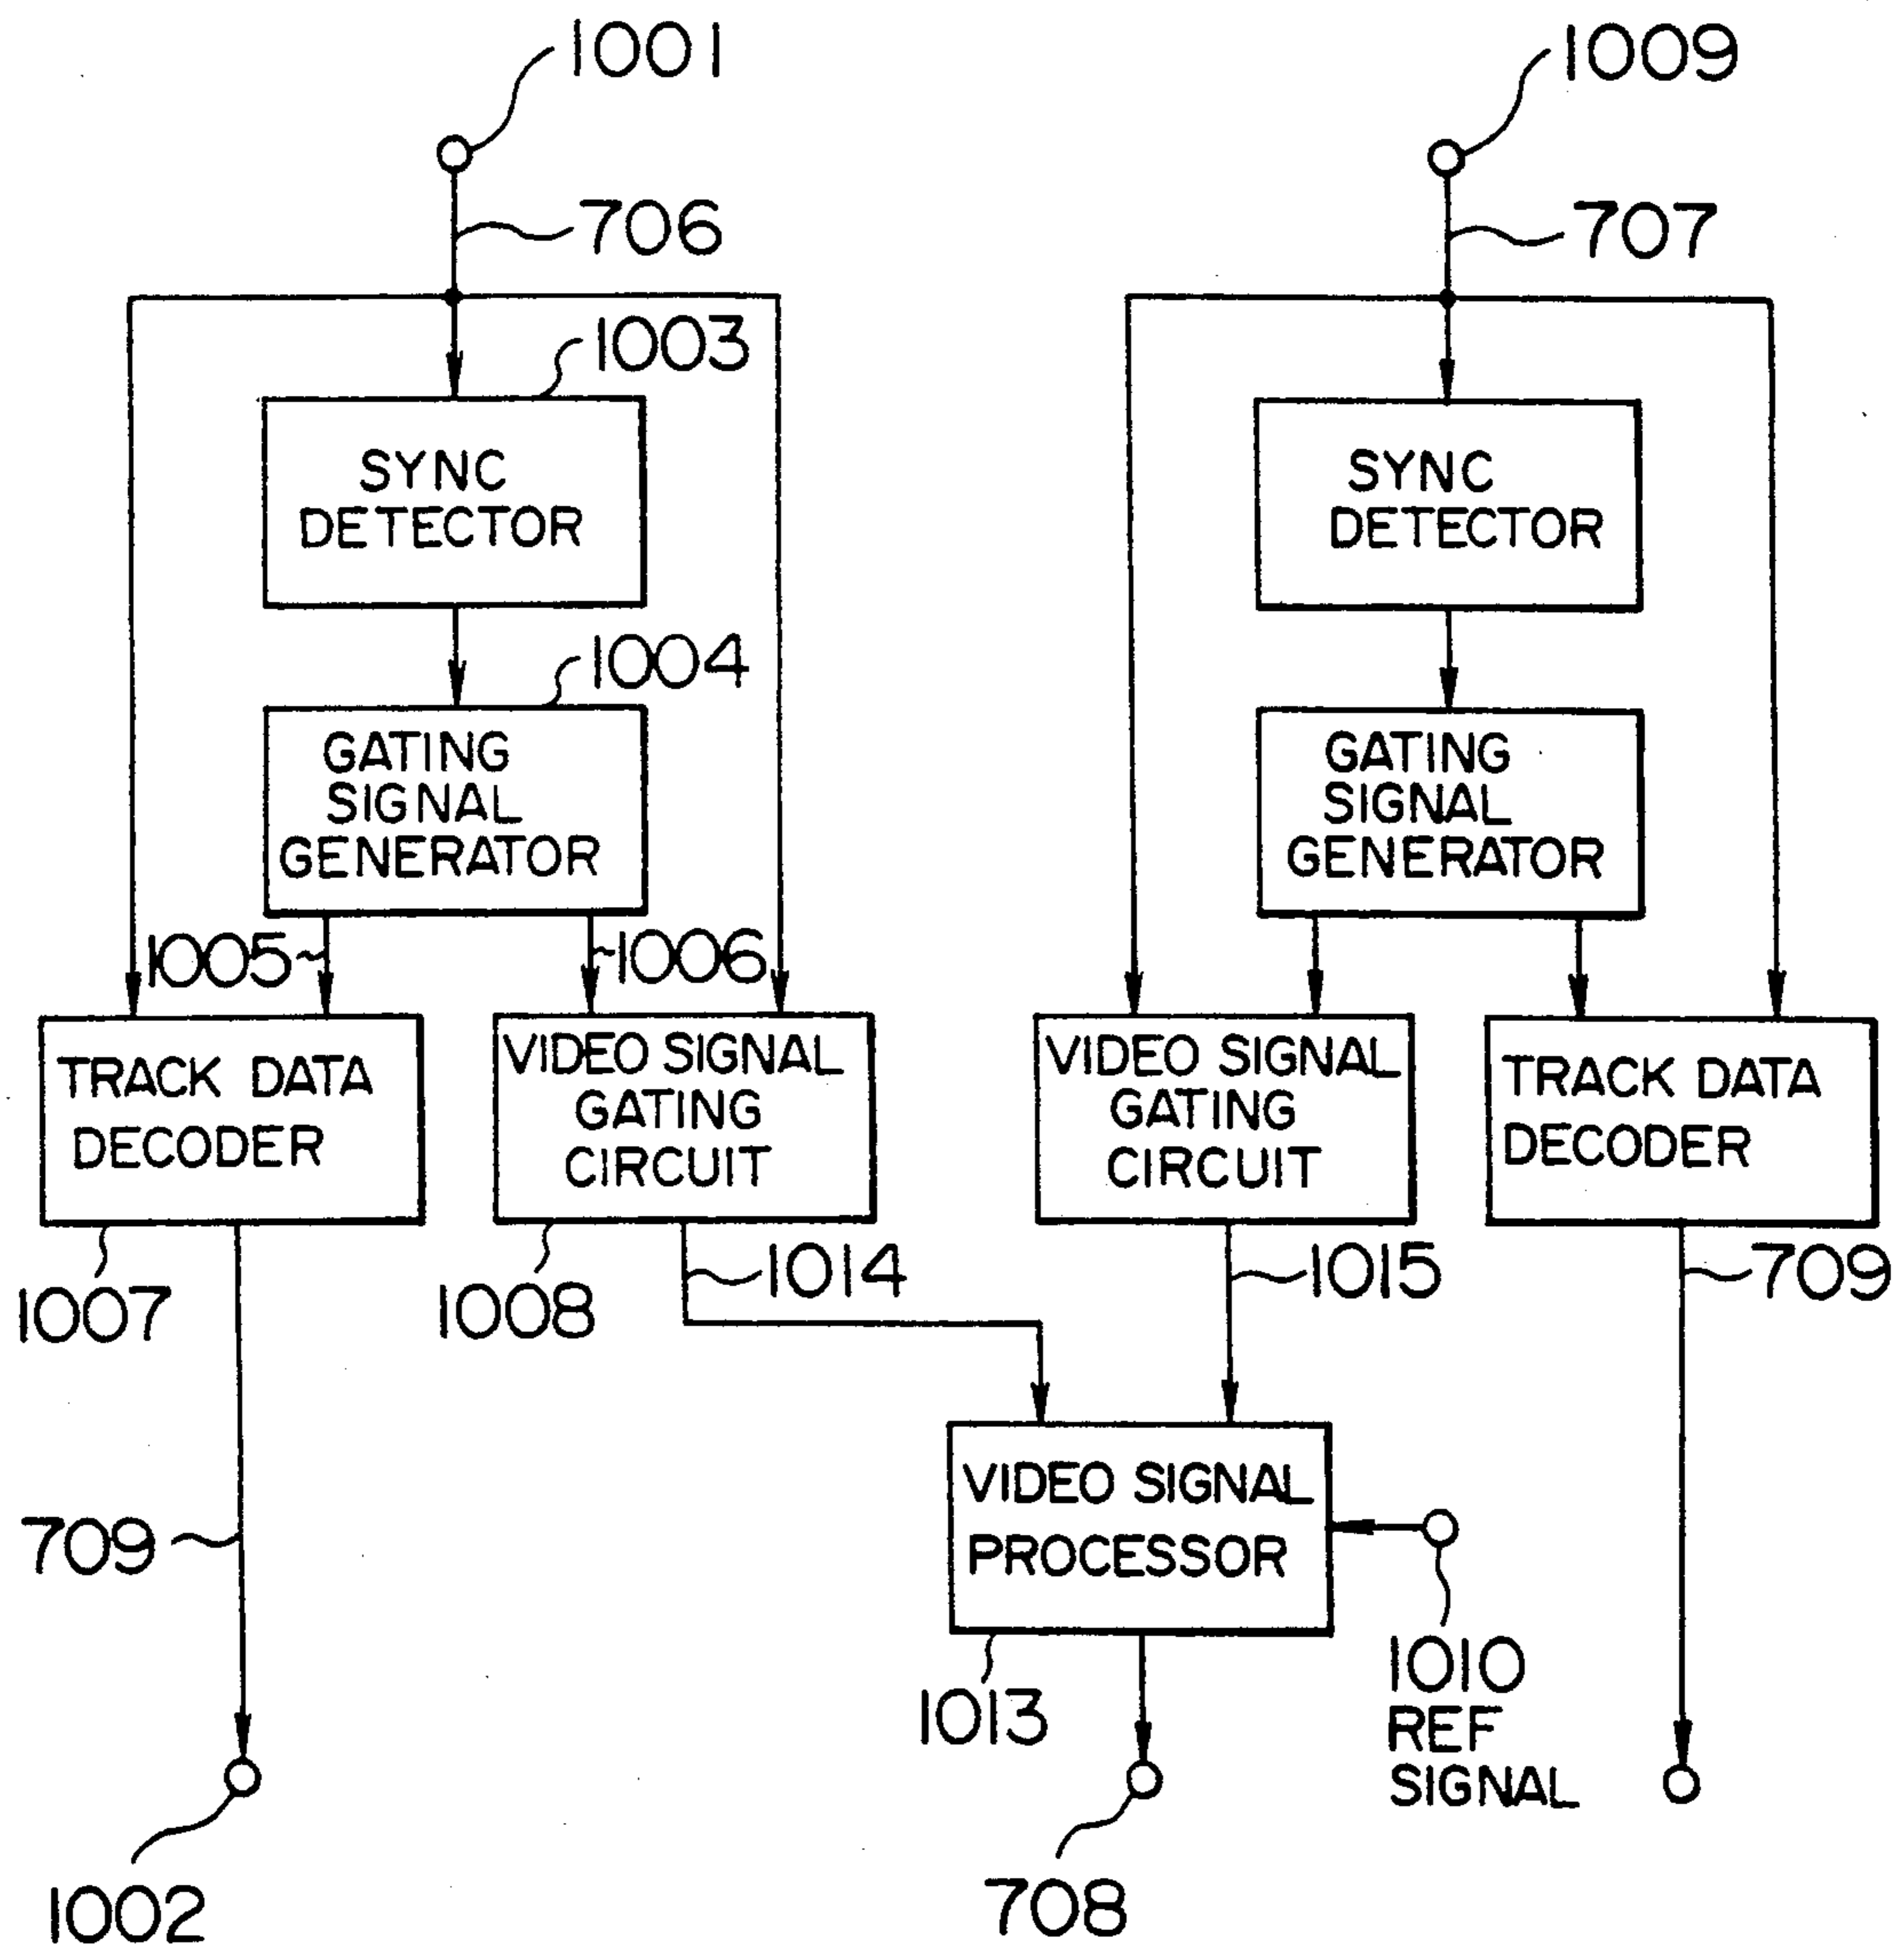 1001
1009
706
707
1003
SYNC
DETECTOR
SYNC
DETECTOR
1004
GATING
SIGNAL
GENERATOR
GATING
SIGNAL
GENERATOR
1005
1006
TRACK DATA
DECODER
VIDEO SIGNAL
GATING
CIRCUIT
VIDEO SIGNAL
GATING
CIRCUIT
TRACK DATA
DECODER
1007
1008
1014
1015
709
VIDEO SIGNAL
PROCESSOR
709
1013
1010
REF
SIGNAL
1002
708